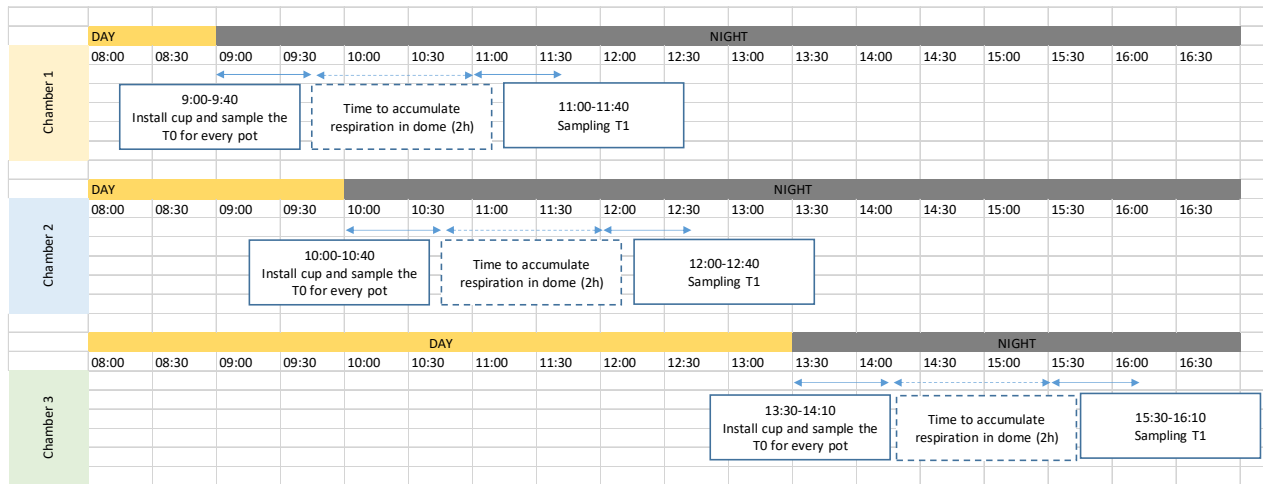 DAY NIGHT
08:00 08:30 09:00 09:30 10:00 10:30 11:00 11:30 12:00 12:30 13:00 13:30 14:00 14:30 15:00 15:30 16:00 16:30
Chamber 1
9:00-9:40
Install cup and sample the
T0 for every pot
Time to accumulate
respiration in dome (2h)
11:00-11:40
Sampling T1
DAY NIGHT
08:00 08:30 09:00 09:30 10:00 10:30 11:00 11:30 12:00 12:30 13:00 13:30 14:00 14:30 15:00 15:30 16:00 16:30
Chamber 2
10:00-10:40
Install cup and sample the
T0 for every pot
Time to accumulate
respiration in dome (2h)
12:00-12:40
Sampling T1
DAY NIGHT
08:00 08:30 09:00 09:30 10:00 10:30 11:00 11:30 12:00 12:30 13:00 13:30 14:00 14:30 15:00 15:30 16:00 16:30
Chamber 3
13:30-14:10
Install cup and sample the
T0 for every pot
Time to accumulate
respiration in dome (2h)
15:30-16:10
Sampling T1